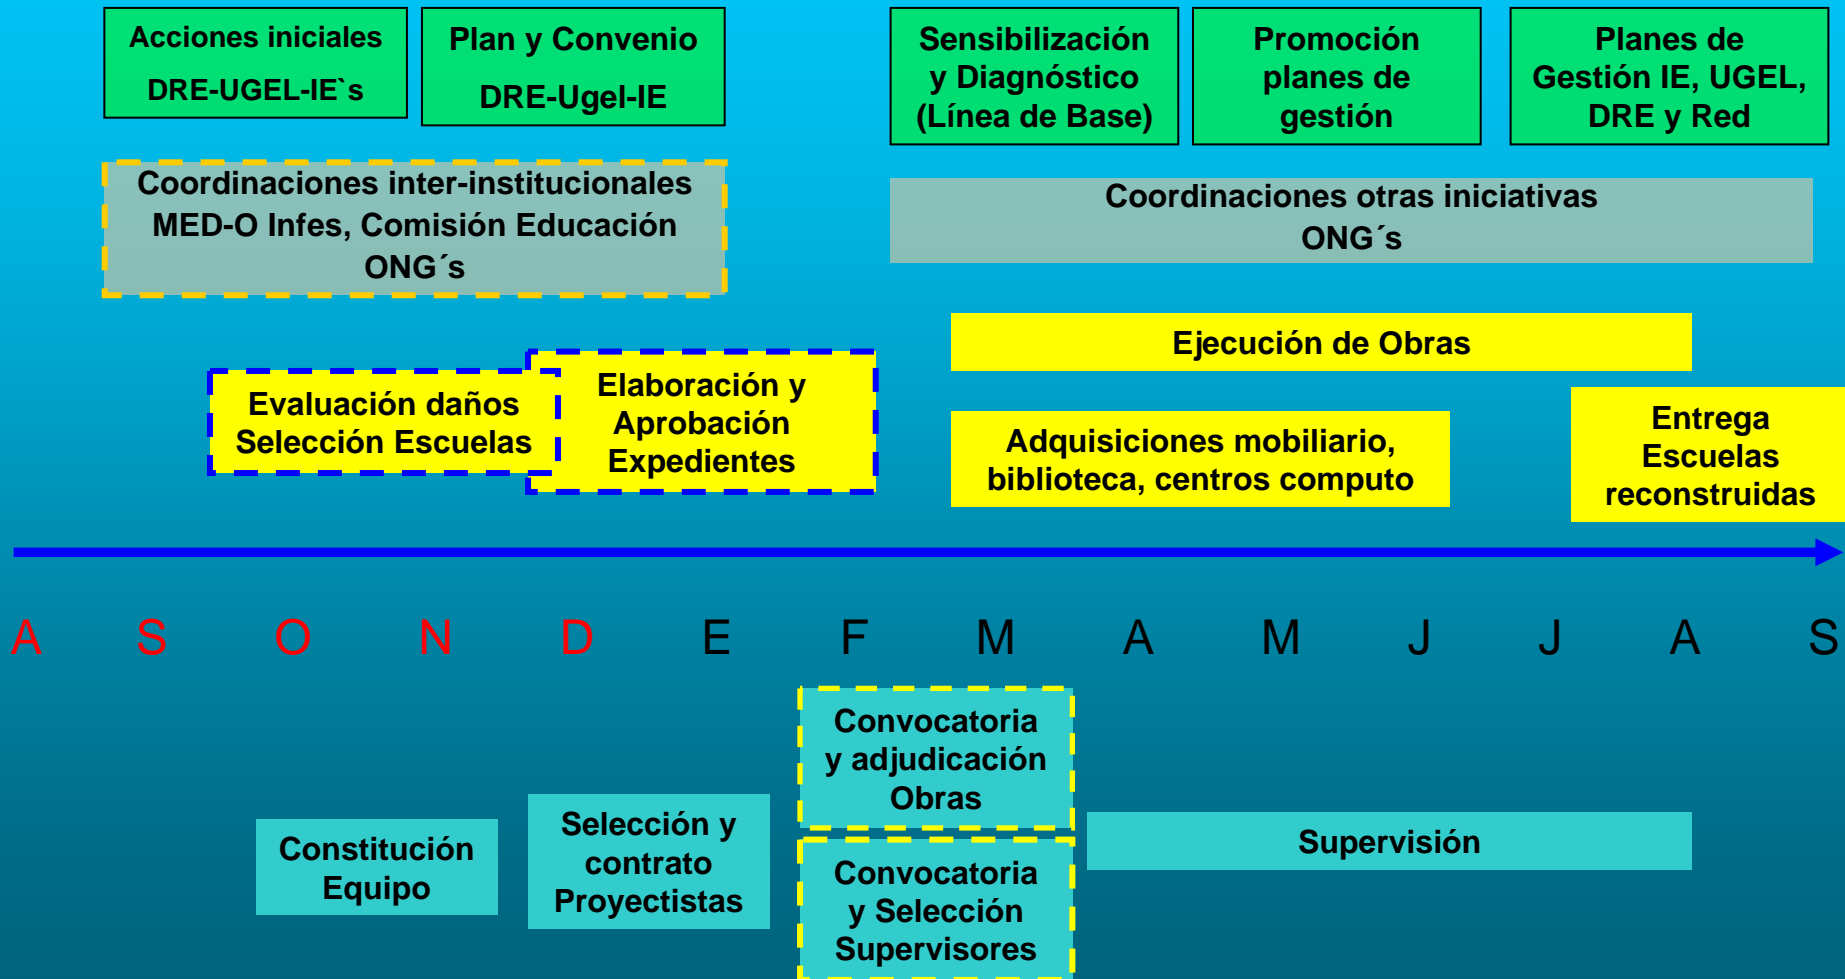 Acciones iniciales
DRE-UGEL-IE`s
Plan y Convenio
DRE-Ugel-IE
Sensibilización
y Diagnóstico
(Línea de Base)
Promoción
planes de
gestión
Planes de
Gestión IE, UGEL,
DRE y Red
Coordinaciones inter-institucionales
MED-O Infes, Comisión Educación
ONG´s
Coordinaciones otras iniciativas
ONG´s
Ejecución de Obras
Evaluación daños
Selección Escuelas
Elaboración y
Aprobación
Expedientes
Adquisiciones mobiliario,
biblioteca, centros computo
Entrega
Escuelas
reconstruidas
A S O N D E F M A M J J A S
Constitución
Equipo
Selección y
contrato
Proyectistas
Convocatoria
y adjudicación
Obras
Convocatoria
y Selección
Supervisores
Supervisión